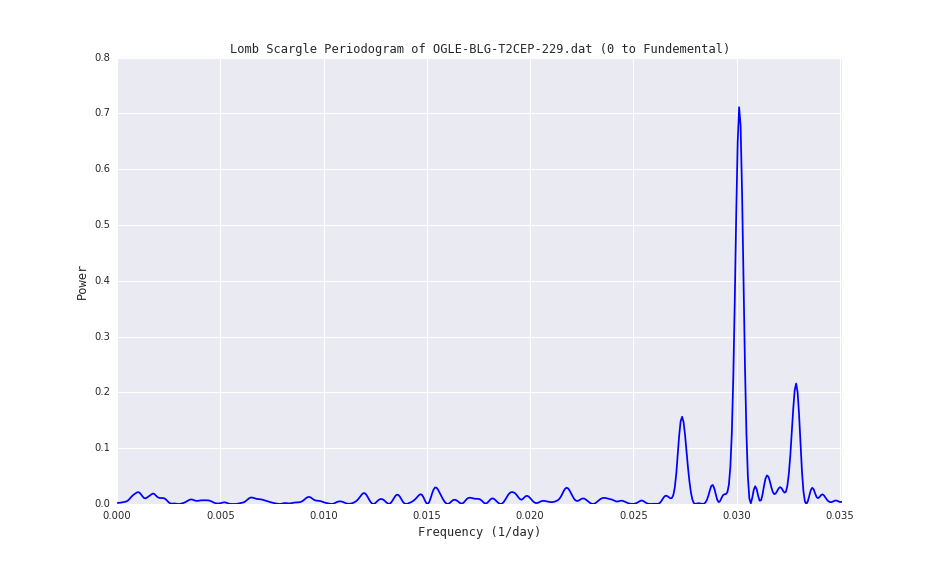 Lomb Scargle Periodogram of OGLE-BLG-T2CEP-229.dat (0 to Fundemental)
0.8
0.7
0.6
0.5
0.4
0.3
0.2
0.1
0.0
Power
0.000 0.005 0.010 0.015 0.020 0.025 0.030 0.035
Frequency (1/day)